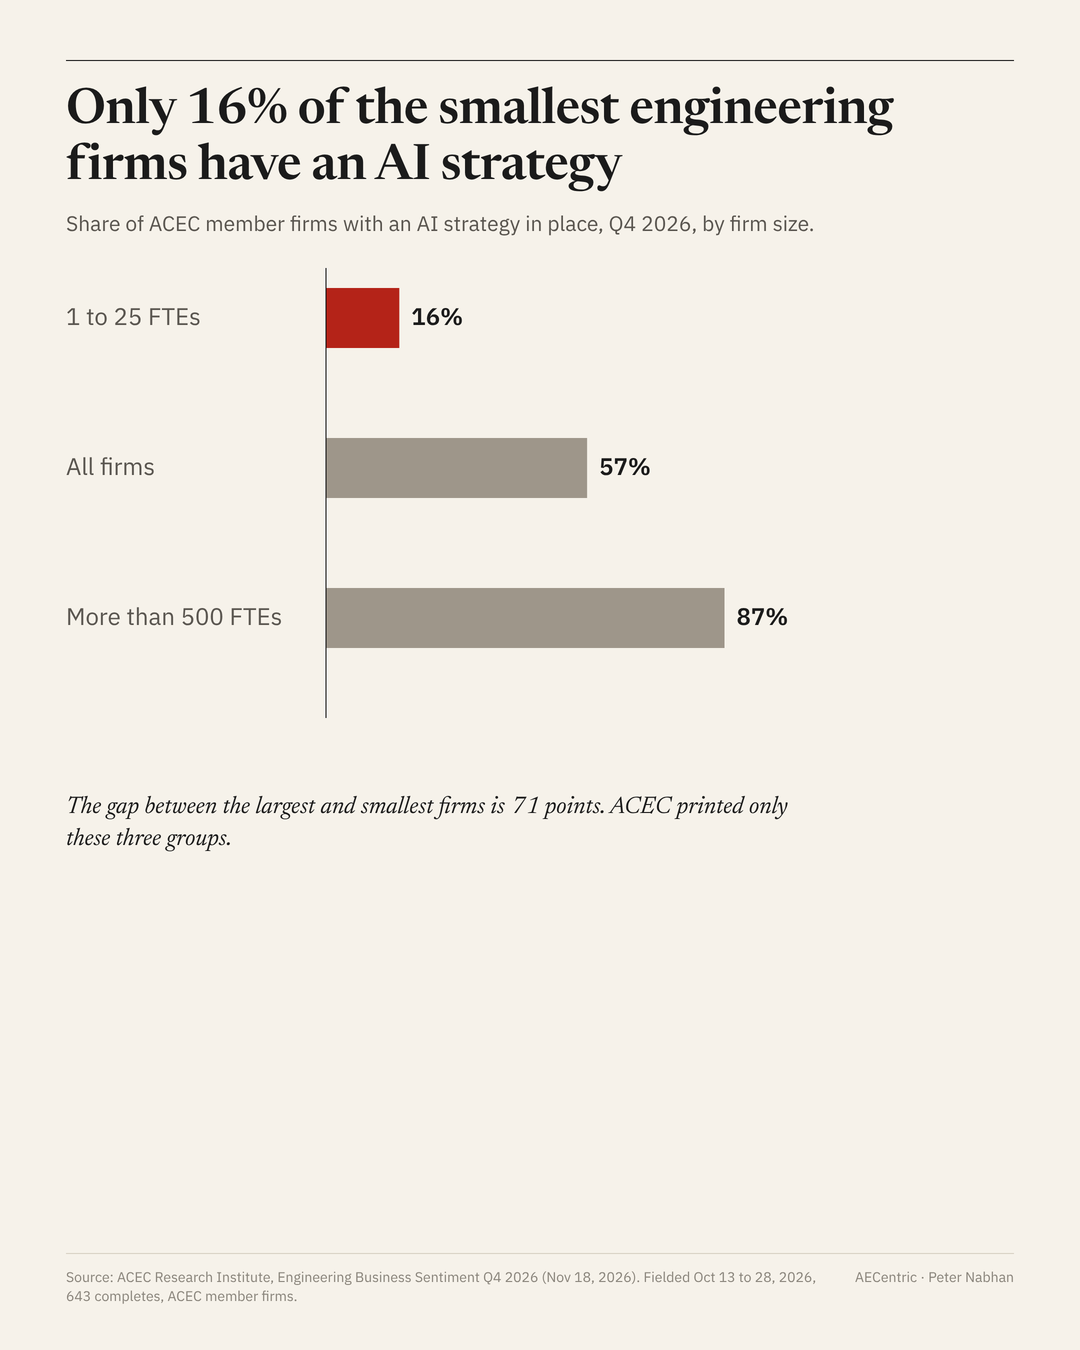 Only 16% of the smallest engineering
firms have an AI strategy
Share of ACEC member firms with an AI strategy in place, Q4 2026, by firm size.
1 to 25 FTEs
16%
All firms
57%
More than 500 FTEs
87%
The gap between the largest and smallest firms is 71 points. ACEC printed only
these three groups.
Source: ACEC Research Institute, Engineering Business Sentiment Q4 2026 (Nov 18, 2026). Fielded Oct 13 to 28, 2026,
643 completes, ACEC member firms.
AECentric · Peter Nabhan